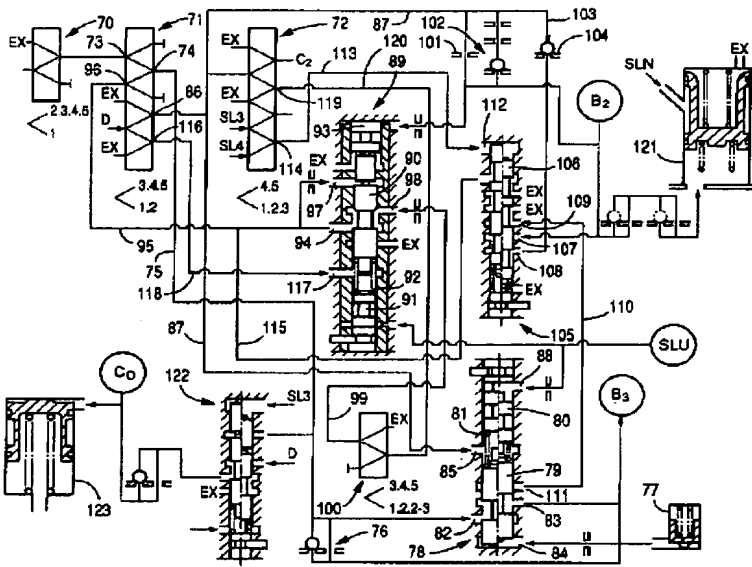 70 71 72 87 102 103
EX 73 74 EX 101 104
C2 113 120 89
96 EX 86 EX 119 93 112 SLN EX
2.3.4.5 D 116 SL3 90 106 B2
1 EX SL4 114 EX 98 EX 121
3.4.5 4.5 97 EX 109
1.2 1.2.3 94 EX 107
95 117 92 108
75 118 91 EX 110
87 115 105
C0 122 SL3 99 EX 88 SLU
81 80 B3
D 85 79
EX 100 3.4.5 111 77
123 1.2.2-3 82 83
76 78 84